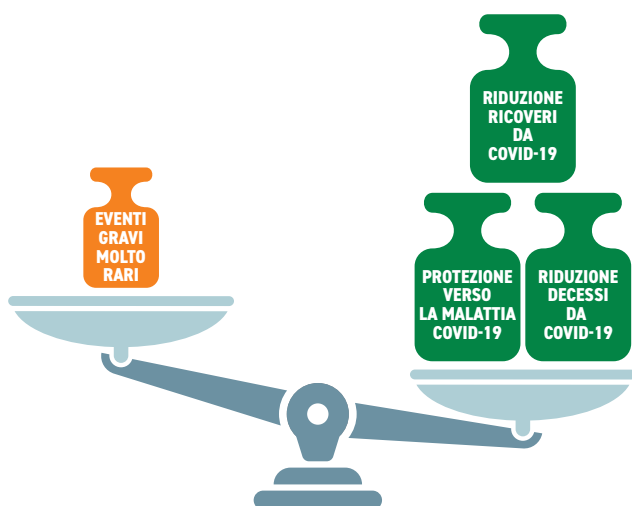 RIDUZIONE
RICOVERI
DA
COVID-19
EVENTI
GRAVI
MOLTO
RARI
PROTEZIONE
VERSO
LA MALATTIA
COVID-19
RIDUZIONE
DECESSI
DA
COVID-19